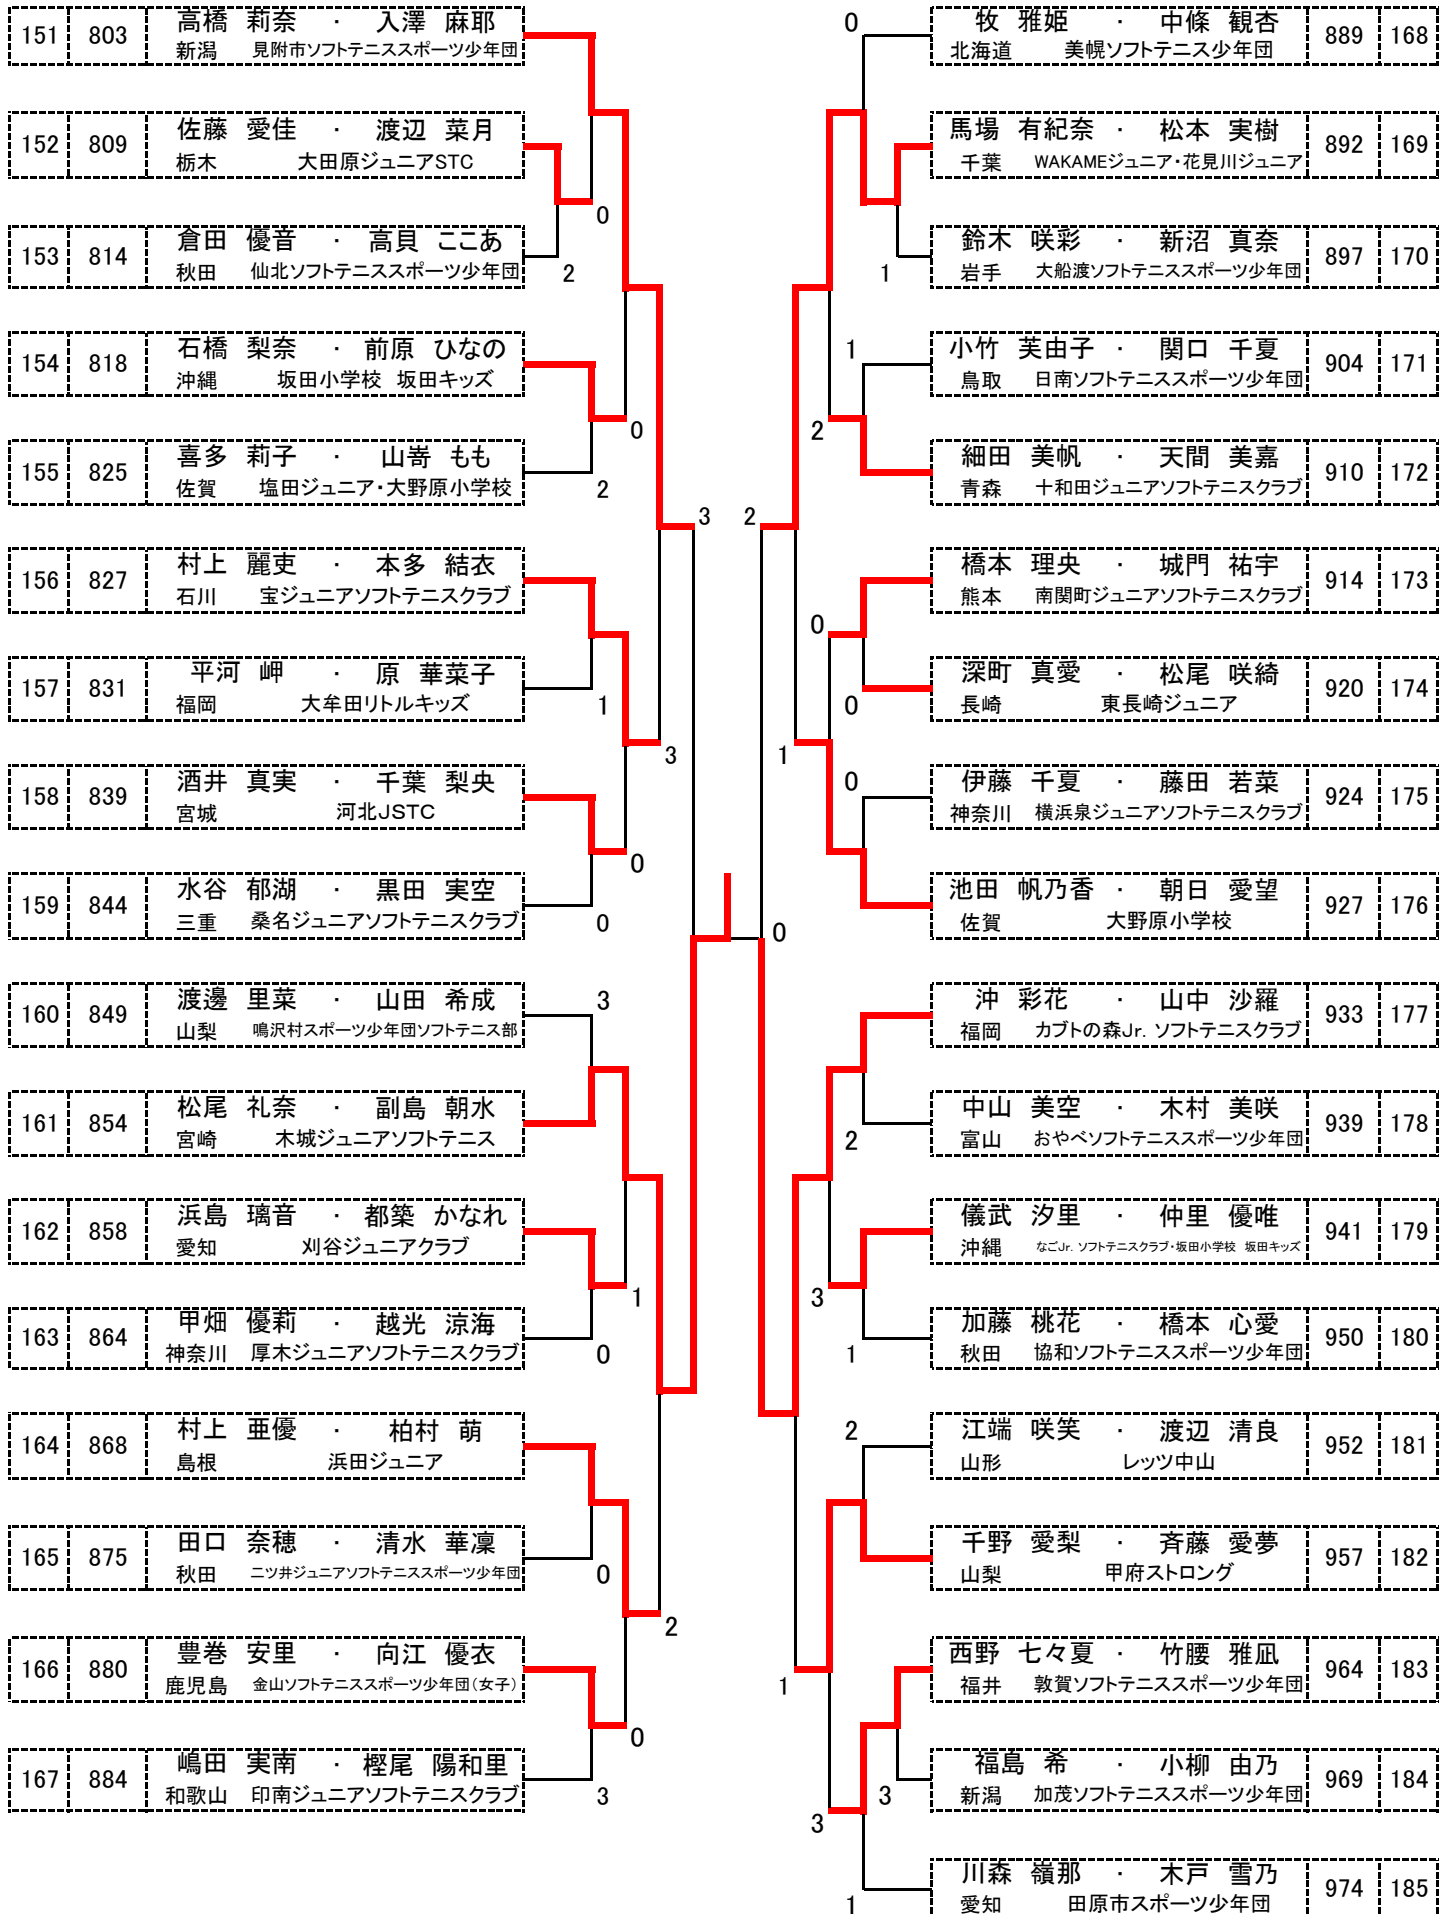 151 803 高橋 莉奈 ・ 入澤 麻耶
新潟 見附市ソフトテニススポーツ少年団
152 809 佐藤 愛佳 ・ 渡辺 菜月
栃木 大田原ジュニアSTC
0
153 814 倉田 優音 ・ 高貝 ここあ
秋田 仙北ソフトテニススポーツ少年団
2
154 818 石橋 梨奈 ・ 前原 ひなの
沖縄 坂田小学校 坂田キッズ
0
155 825 喜多 莉子 ・ 山嵜 もも
佐賀 塩田ジュニア・大野原小学校
2
3
156 827 村上 麗吏 ・ 本多 結衣
石川 宝ジュニアソフトテニスクラブ
157 831 平河 岬 ・ 原 華菜子
福岡 大牟田リトルキッズ
1
3
158 839 酒井 真実 ・ 千葉 梨央
宮城 河北JSTC
0
159 844 水谷 郁湖 ・ 黒田 実空
三重 桑名ジュニアソフトテニスクラブ
0
160 849 渡邊 里菜 ・ 山田 希成
山梨 鳴沢村スポーツ少年団ソフトテニス部
3
161 854 松尾 礼奈 ・ 副島 朝水
宮崎 木城ジュニアソフトテニス
162 858 浜島 璃音 ・ 都築 かなれ
愛知 刈谷ジュニアクラブ
1
163 864 甲畑 優莉 ・ 越光 涼海
神奈川 厚木ジュニアソフトテニスクラブ
0
164 868 村上 亜優 ・ 柏村 萌
島根 浜田ジュニア
165 875 田口 奈穂 ・ 清水 華凜
秋田 二ツ井ジュニアソフトテニススポーツ少年団
0
2
166 880 豊巻 安里 ・ 向江 優衣
鹿児島 金山ソフトテニススポーツ少年団(女子)
0
167 884 嶋田 実南 ・ 樫尾 陽和里
和歌山 印南ジュニアソフトテニスクラブ
3
0
牧 雅姫 ・ 中條 観杏 889 168
北海道 美幌ソフトテニス少年団
馬場 有紀奈 ・ 松本 実樹 892 169
千葉 WAKAMEジュニア・花見川ジュニア
鈴木 咲彩 ・ 新沼 真奈 897 170
岩手 大船渡ソフトテニススポーツ少年団
1
1
小竹 芙由子 ・ 関口 千夏 904 171
鳥取 日南ソフトテニススポーツ少年団
2
細田 美帆 ・ 天間 美嘉 910 172
青森 十和田ジュニアソフトテニスクラブ
2
橋本 理央 ・ 城門 祐宇 914 173
熊本 南関町ジュニアソフトテニスクラブ
0
深町 真愛 ・ 松尾 咲綺 920 174
長崎 東長崎ジュニア
0
1
0
伊藤 千夏 ・ 藤田 若菜 924 175
神奈川 横浜泉ジュニアソフトテニスクラブ
池田 帆乃香 ・ 朝日 愛望 927 176
佐賀 大野原小学校
0
沖 彩花 ・ 山中 沙羅 933 177
福岡 カブトの森Jr. ソフトテニスクラブ
中山 美空 ・ 木村 美咲 939 178
富山 おやべソフトテニススポーツ少年団
2
儀武 汐里 ・ 仲里 優唯 941 179
沖縄 なごJr. ソフトテニスクラブ・坂田小学校 坂田キッズ
3
加藤 桃花 ・ 橋本 心愛 950 180
秋田 協和ソフトテニススポーツ少年団
1
2
江端 咲笑 ・ 渡辺 清良 952 181
山形 レッツ中山
千野 愛梨 ・ 斉藤 愛夢 957 182
山梨 甲府ストロング
1
西野 七々夏 ・ 竹腰 雅凪 964 183
福井 敦賀ソフトテニススポーツ少年団
福島 希 ・ 小柳 由乃 969 184
新潟 加茂ソフトテニススポーツ少年団
3
3
川森 嶺那 ・ 木戸 雪乃 974 185
愛知 田原市スポーツ少年団
1